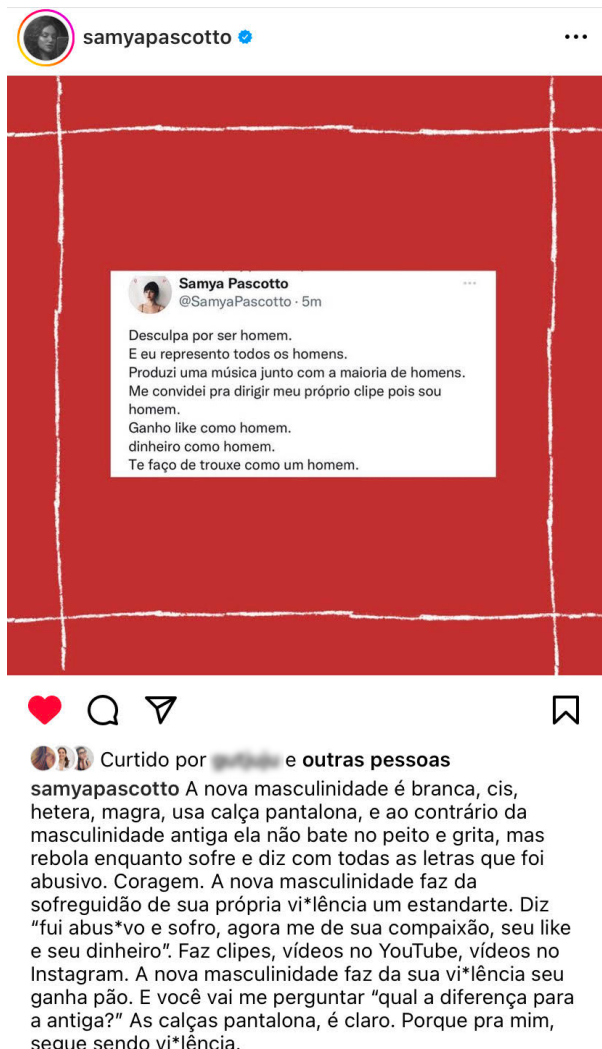 samyapascotto
Samya Pascotto
@SamyaPascotto · 5m
Desculpa por ser homem.
E eu represento todos os homens.
Produzi uma música junto com a maioria de homens.
Me convidei pra dirigir meu próprio clipe pois sou
homem.
Ganho like como homem.
dinheiro como homem.
Te faço de trouxe como um homem.
Curtido por e outras pessoas
samyapascotto A nova masculinidade é branca, cis,
hetera, magra, usa calça pantalona, e ao contrário da
masculinidade antiga ela não bate no peito e grita, mas
rebola enquanto sofre e diz com todas as letras que foi
abusivo. Coragem. A nova masculinidade faz da
sofreguidão de sua própria vi*lência um estandarte. Diz
“fui abus*vo e sofro, agora me de sua compaixão, seu like
e seu dinheiro”. Faz clipes, vídeos no YouTube, vídeos no
Instagram. A nova masculinidade faz da sua vi*lência seu
ganha pão. E você vai me perguntar “qual a diferença para
a antiga?” As calças pantalona, é claro. Porque pra mim,
segue sendo vi*lência.